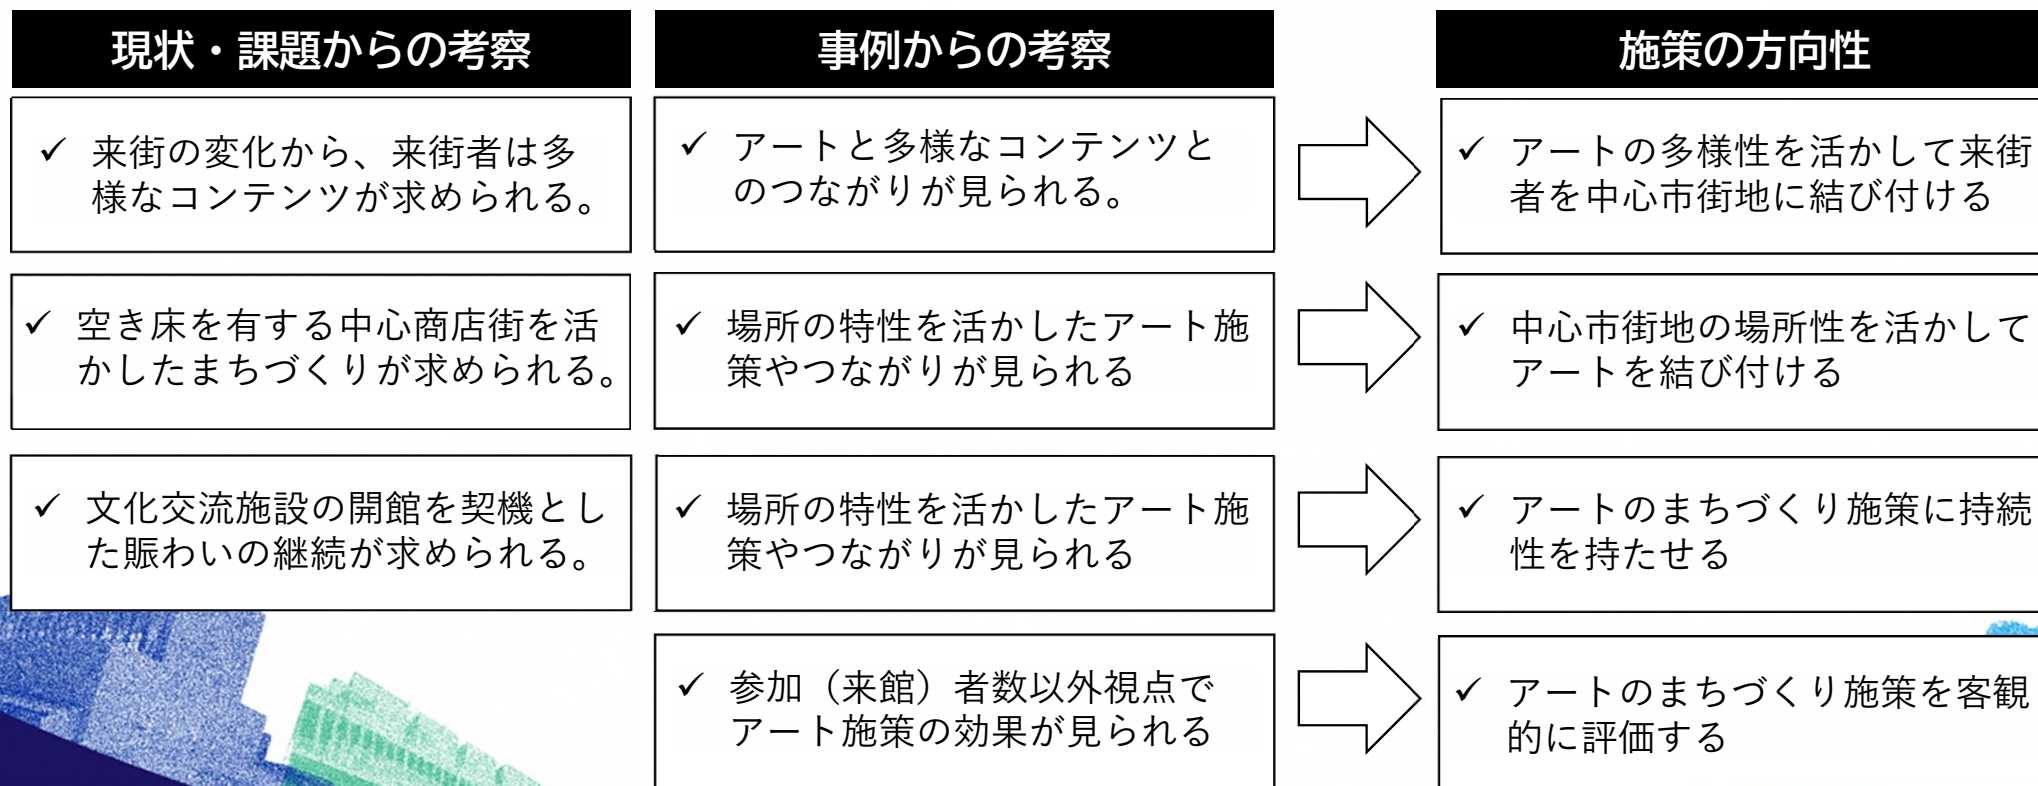 現状・課題からの考察
事例からの考察
施策の方向性
✓ 来街の変化から、来街者は多
様なコンテンツが求められる。
✓ アートと多様なコンテンツと
のつながりが見られる。
✓ アートの多様性を活かして来街
者を中心市街地に結び付ける
✓ 空き床を有する中心商店街を活
かしたまちづくりが求められる。
✓ 場所の特性を活かしたアート施
策やつながりが見られる
✓ 中心市街地の場所性を活かして
アートを結び付ける
✓ 文化交流施設の開館を契機とし
た賑わいの継続が求められる。
✓ 場所の特性を活かしたアート施
策やつながりが見られる
✓ アートのまちづくり施策に持続
性を持たせる
✓ 参加（来館）者数以外視点で
アート施策の効果が見られる
✓ アートのまちづくり施策を客観
的に評価する